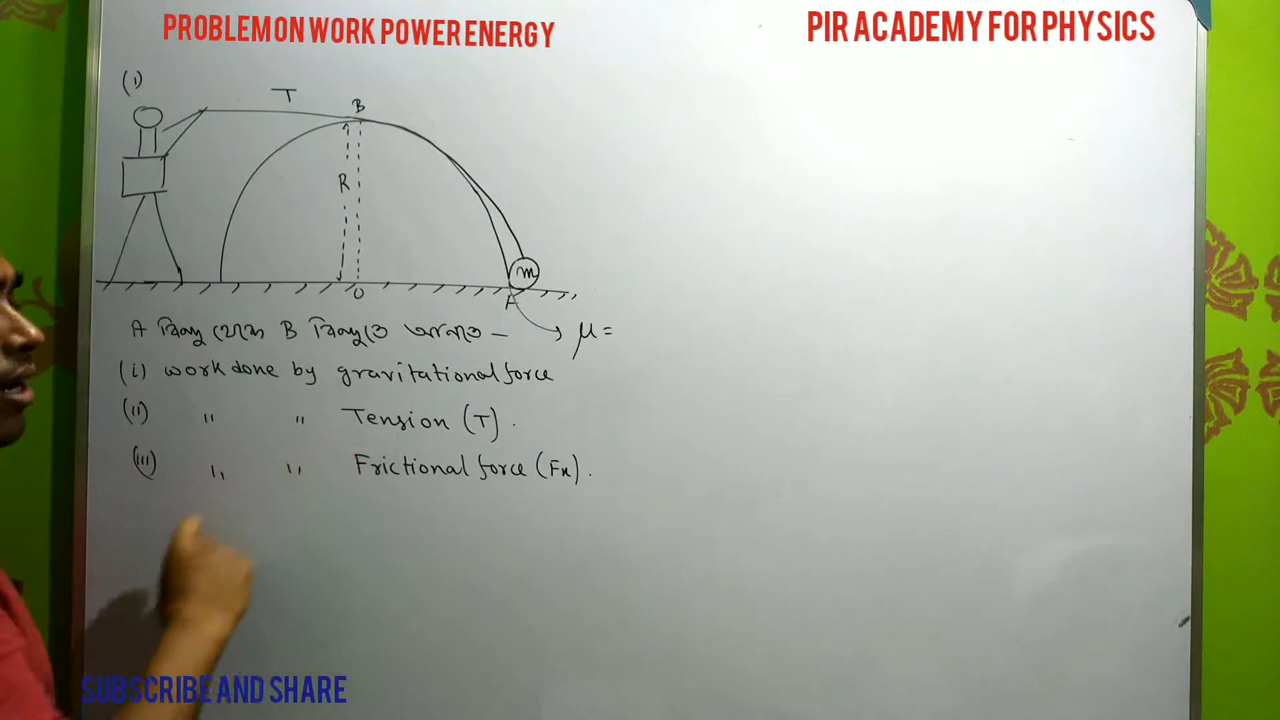 PROBLEM ON WORK POWER ENERGY
PIR ACADEMY FOR PHYSICS
(1)
T
B
R
m
O
A বিন্দু থেকে B বিন্দুতে আনতে –
μ =
(i) work done by gravitational force
(ii) " " Tension (T).
(iii) " " Frictional force (Fk).
SUBSCRIBE AND SHARE